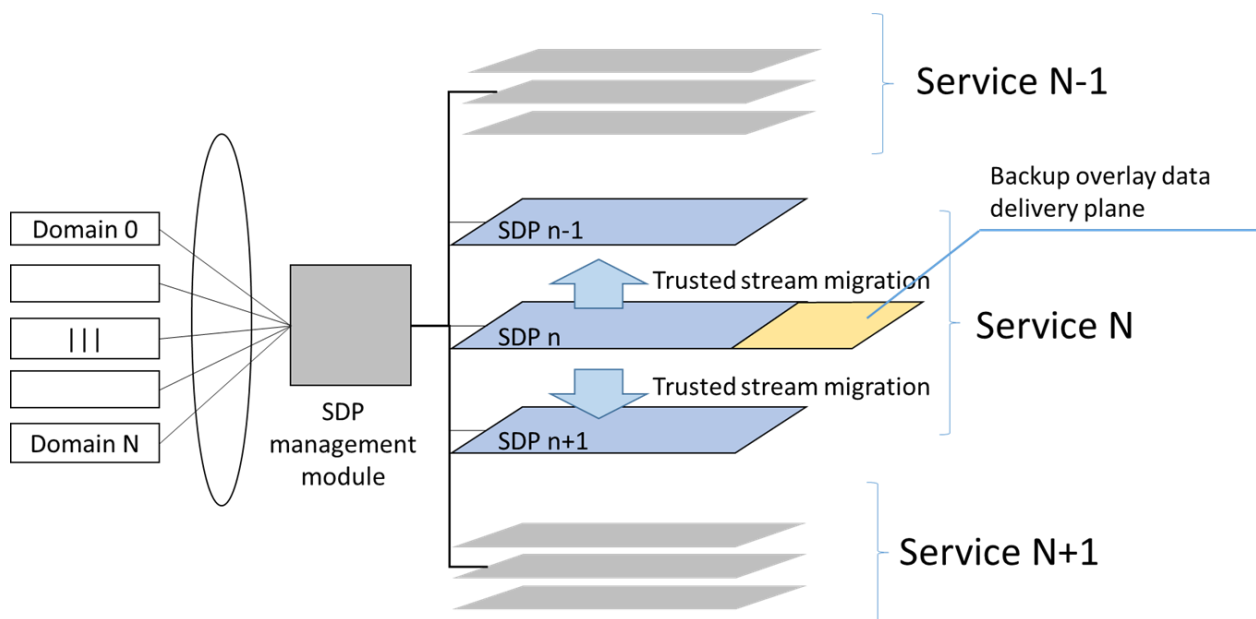 Service N-1
Backup overlay data
delivery plane
Domain 0
SDP n-1
Trusted stream migration
| | |
SDP n
Service N
Trusted stream migration
SDP
management
module
Domain N
SDP n+1
Service N+1